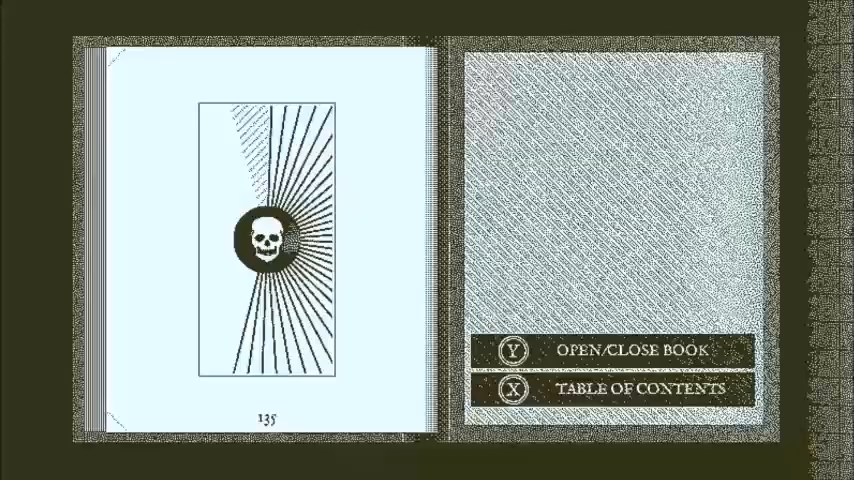 135
Y OPEN/CLOSE BOOK
X TABLE OF CONTENTS